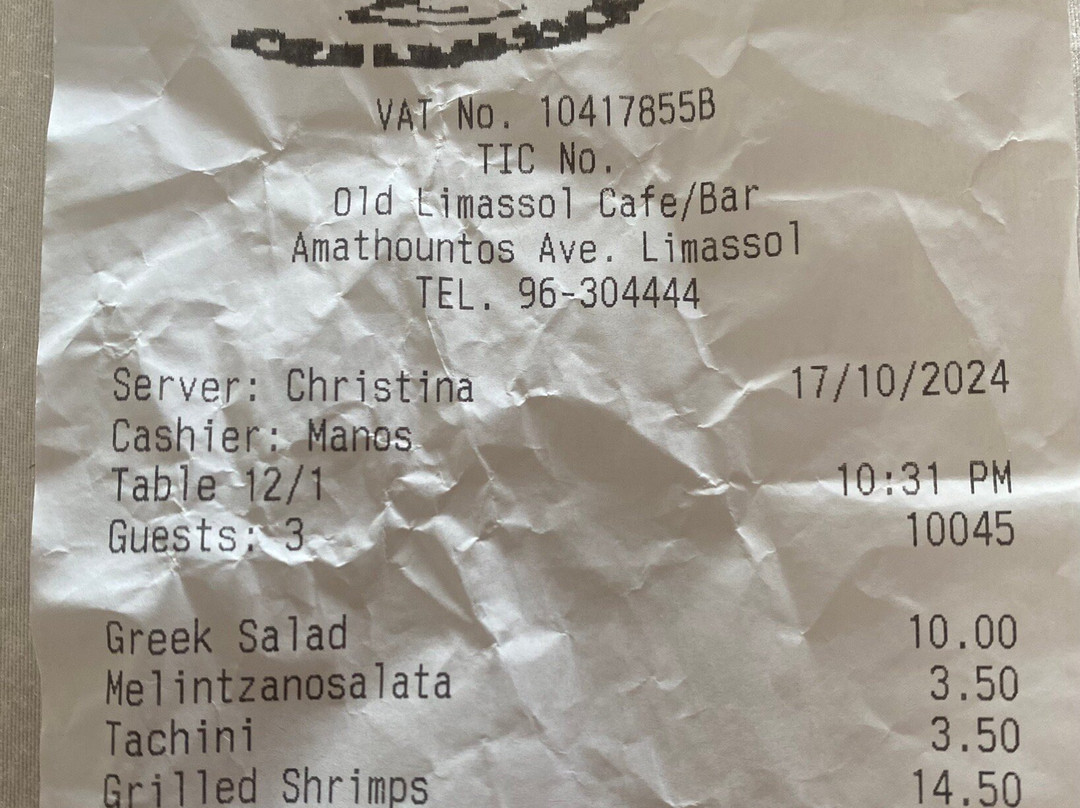 VAT No. 10417855B
TIC No.
Old Limassol Cafe/Bar
Amathountos Ave. Limassol
TEL. 96-304444
Server: Christina 17/10/2024
Cashier: Manos
Table 12/1 10:31 PM
Guests: 3 10045
Greek Salad 10.00
Melintzanosalata 3.50
Tachini 3.50
Grilled Shrimps 14.50